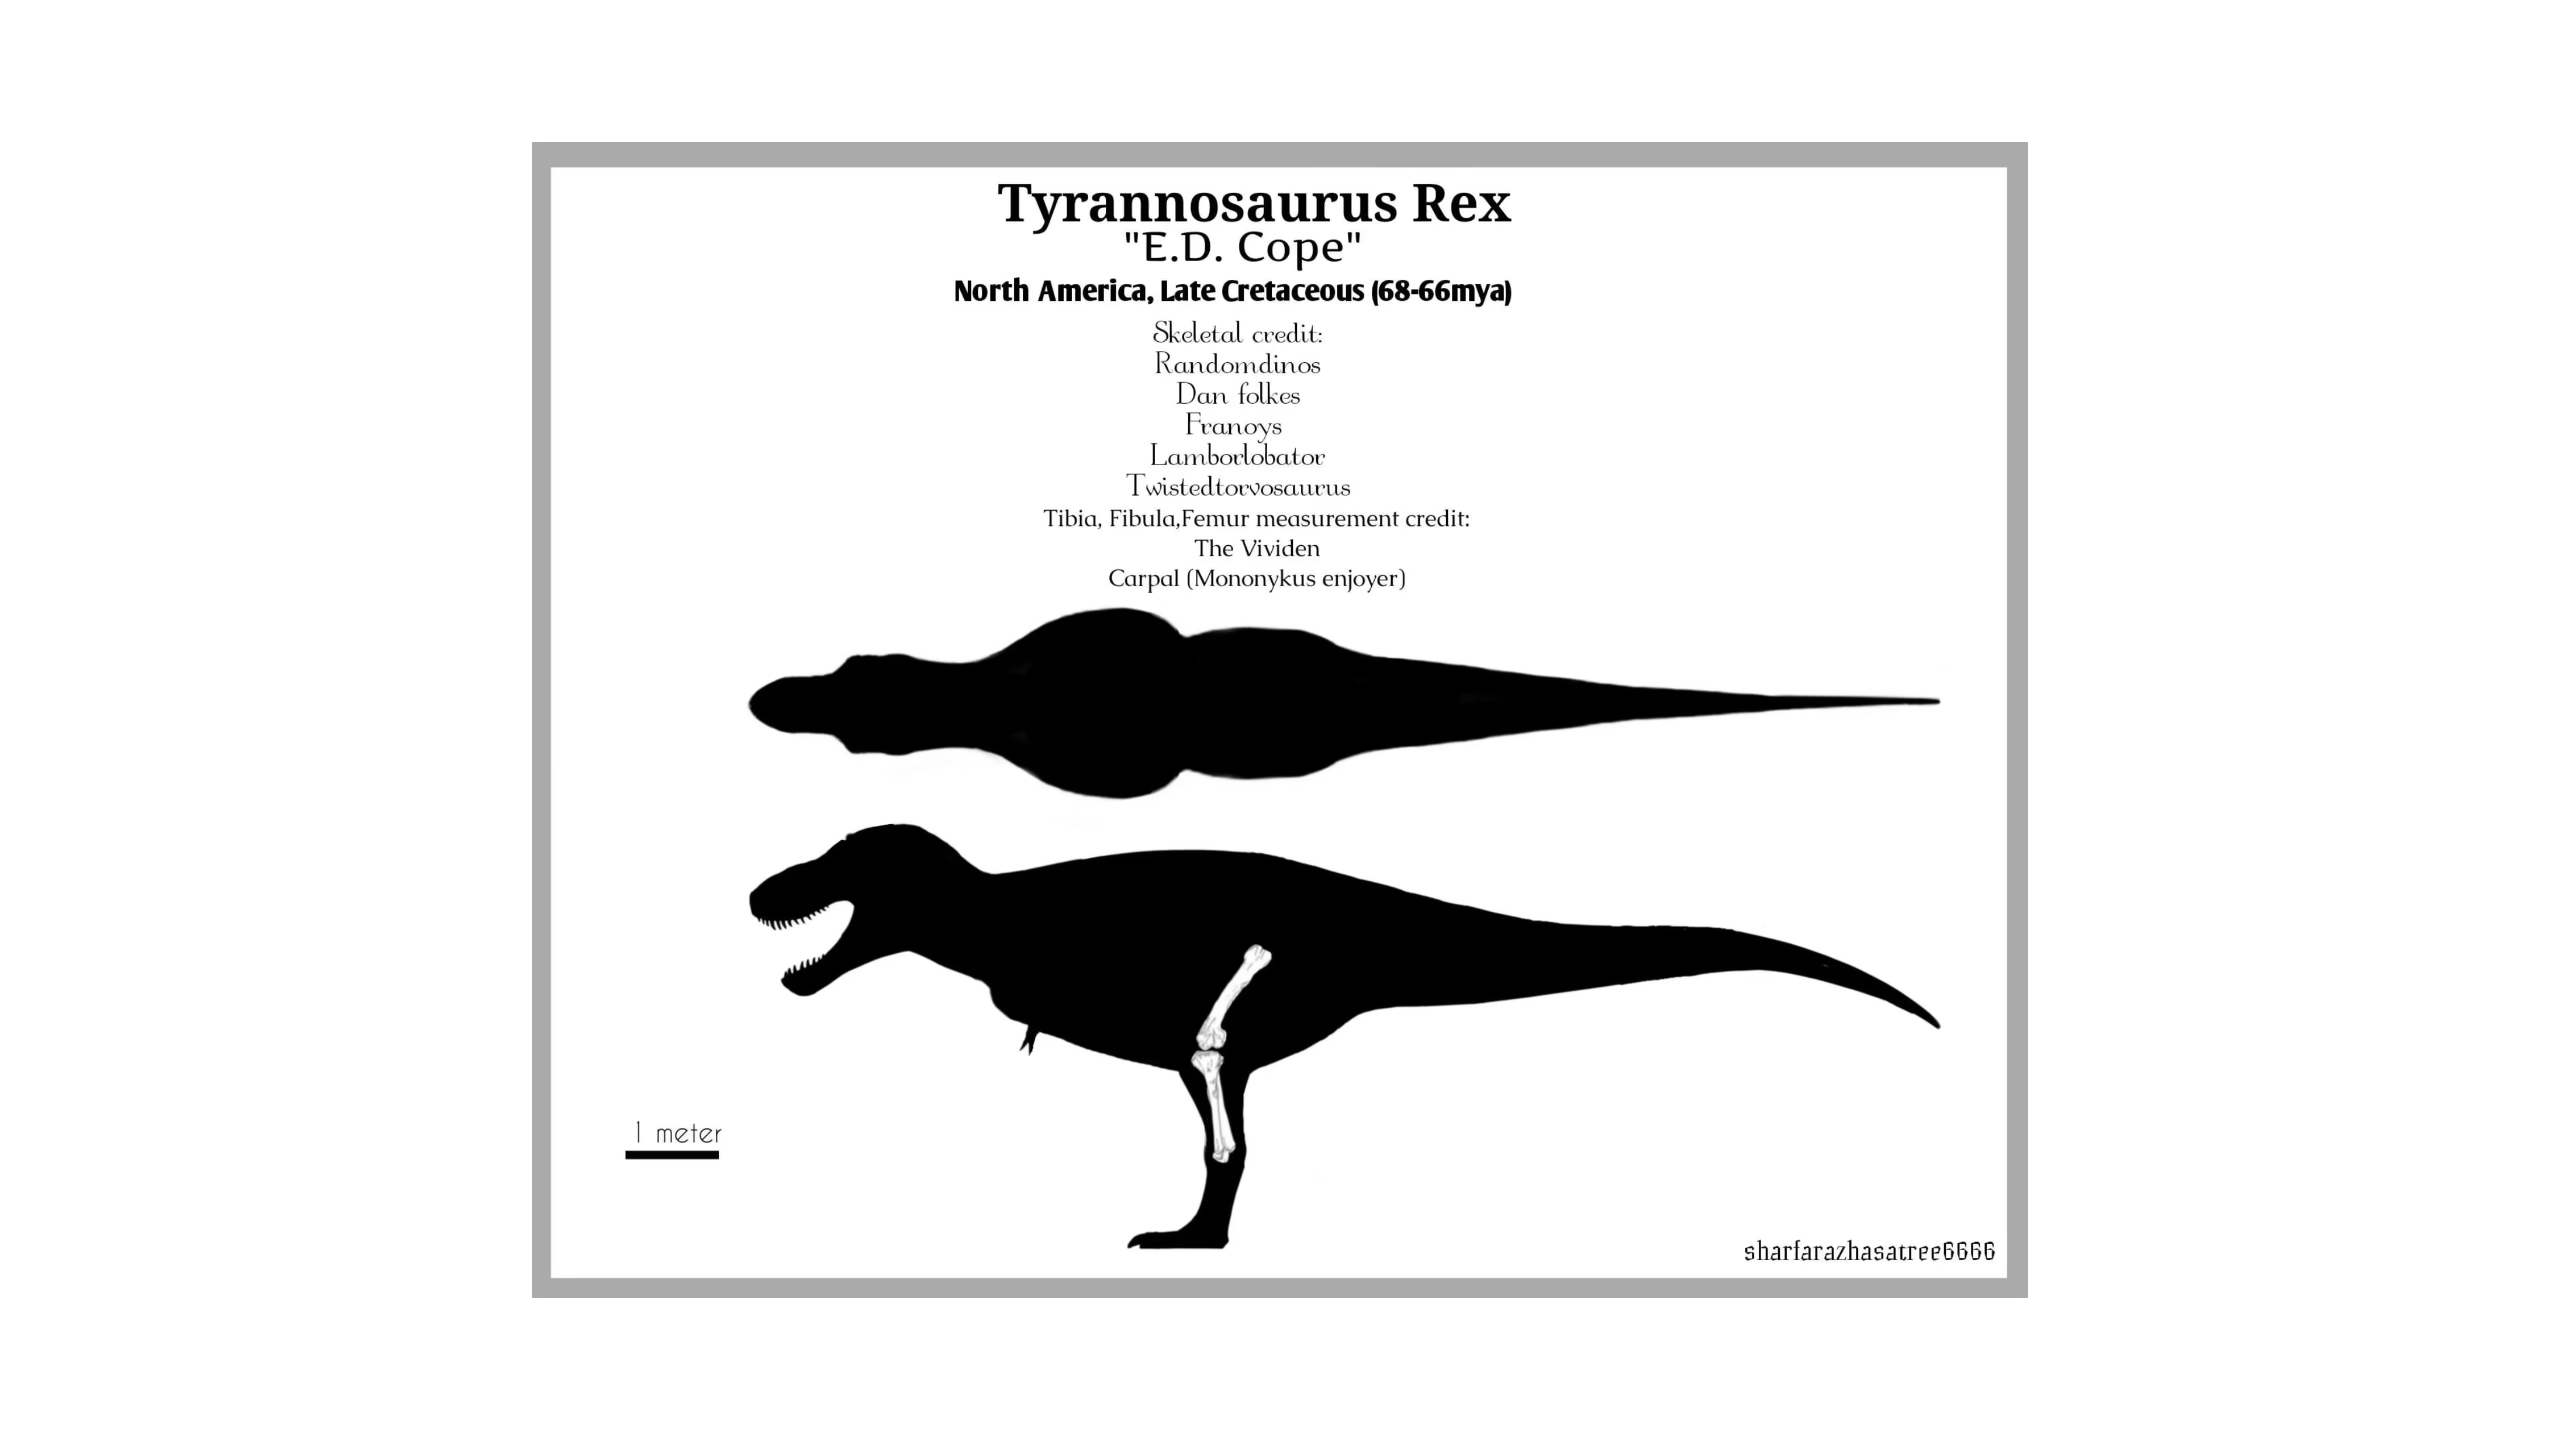 Tyrannosaurus Rex
"E.D. Cope"
North America, Late Cretaceous (68-66mya)
Skeletal credit:
Randomdinos
Dan folkes
Franoys
Lamborlobator
Twistedtorvosaurus
Tibia, Fibula,Femur measurement credit:
The Vividen
Carpal (Mononykus enjoyer)
1 meter
sharfarazhasatree6666